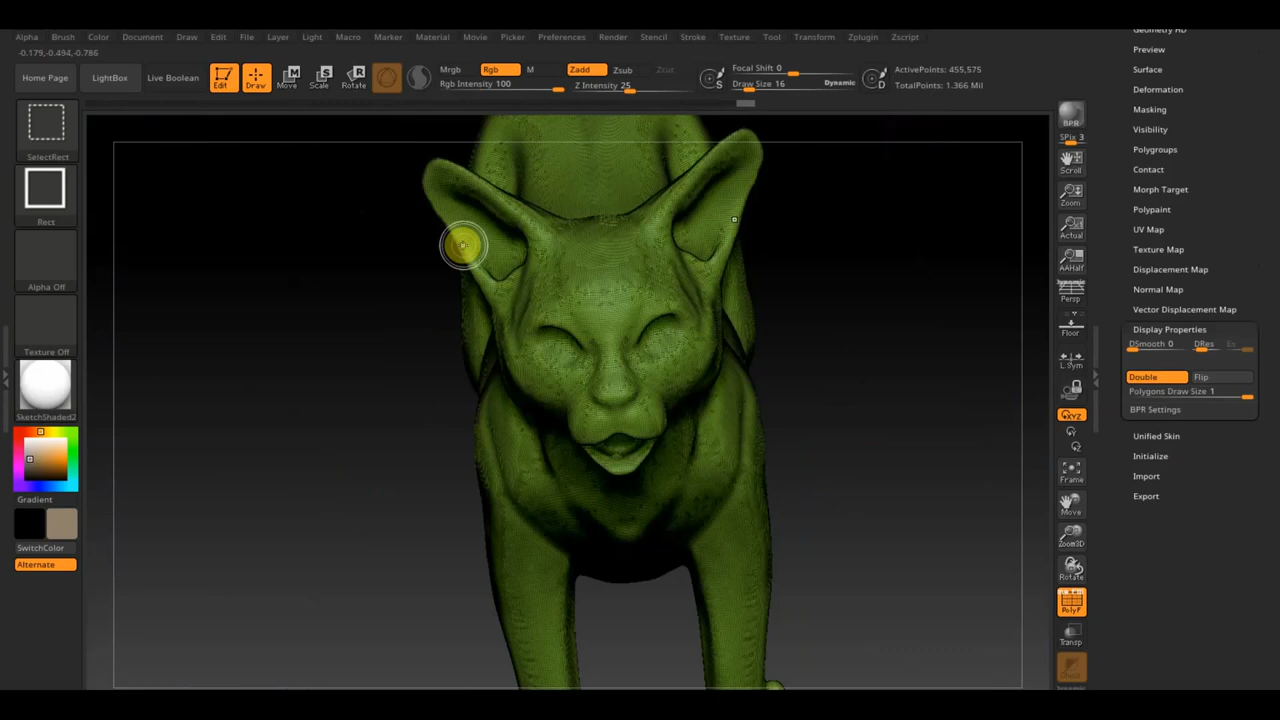 Alpha Brush Color Document Draw Edit File Layer Light Macro Marker Material Movie Picker Preferences Render Stencil Stroke Texture Tool Transform Zplugin Zscript
-0.179,-0.494,-0.786
Home Page LightBox Live Boolean Edit Draw Move Scale Rotate
M S R
Mrgb Rgb M Zadd Zsub Zcut
Rgb Intensity 100 Z Intensity 25
S Focal Shift 0
Draw Size 16 Dynamic
D ActivePoints: 455,575
TotalPoints: 1.366 Mil
SelectRect
Rect
Alpha Off
Texture Off
SketchShaded2
Gradient
SwitchColor
Alternate
BPR
SPix 3
Scroll
Zoom
Actual
AAHalf
Dynamic
Persp
Floor
L.Sym
XYZ
Y
Z
Frame
Move
Zoom3D
Rotate
PolyF
Transp
Dynamic
Geometry HD
Preview
Surface
Deformation
Masking
Visibility
Polygroups
Contact
Morph Target
Polypaint
UV Map
Texture Map
Displacement Map
Normal Map
Vector Displacement Map
Display Properties
DSmooth 0 DRes Es
Double Flip
Polygons Draw Size 1
BPR Settings
Unified Skin
Initialize
Import
Export